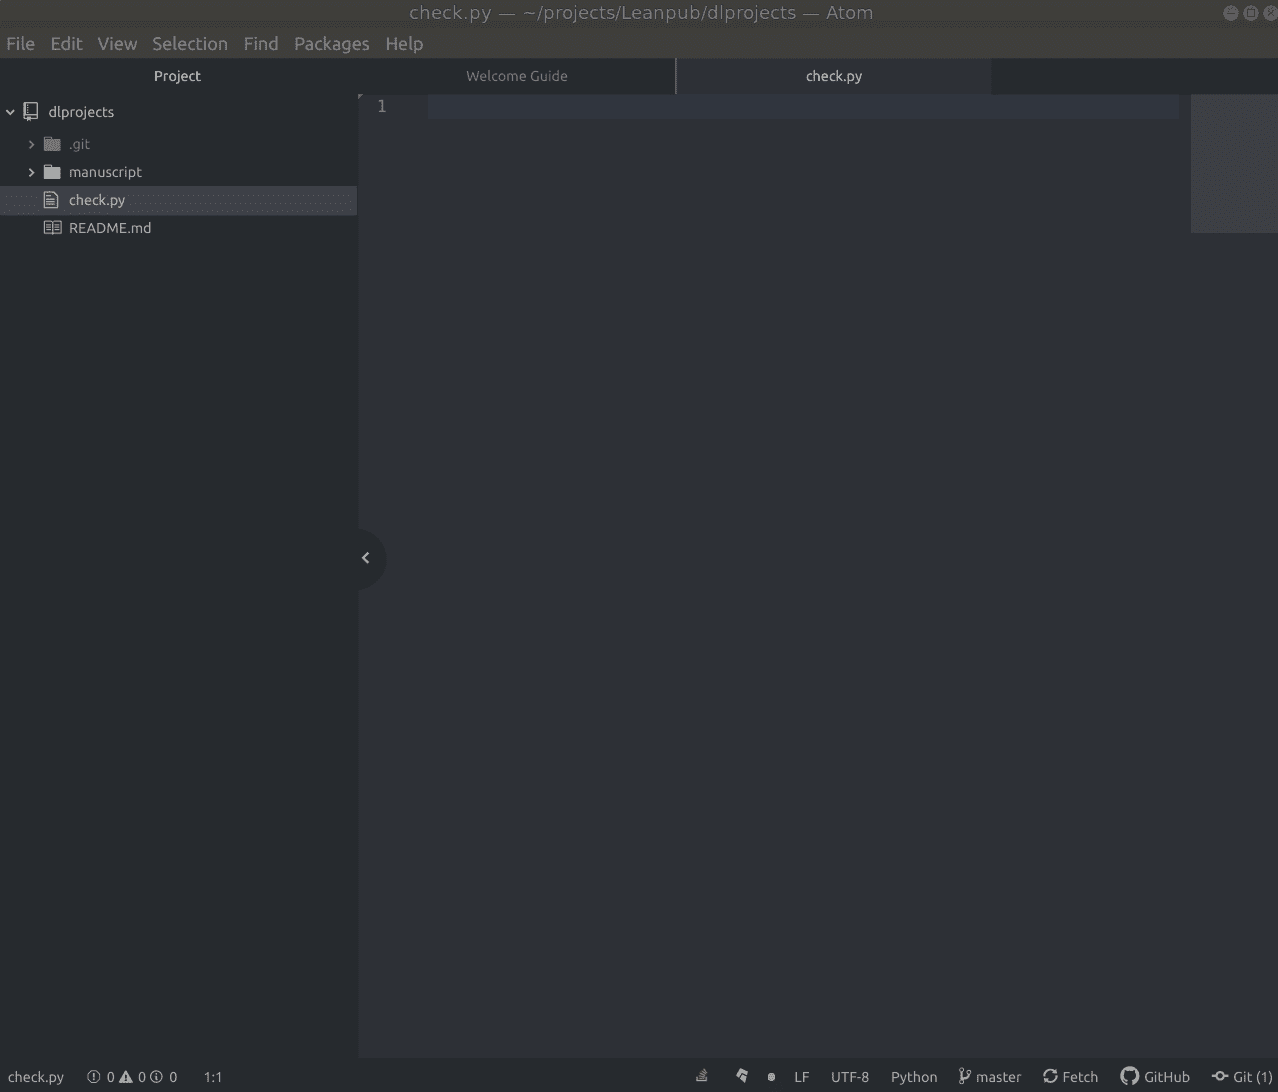 check.py — ~/projects/Leanpub/dlprojects — Atom
File Edit View Selection Find Packages Help
Project Welcome Guide check.py
dlprojects
.git
manuscript
check.py
README.md
1
check.py 0 0 0 1:1 LF UTF-8 Python master Fetch GitHub Git (1)